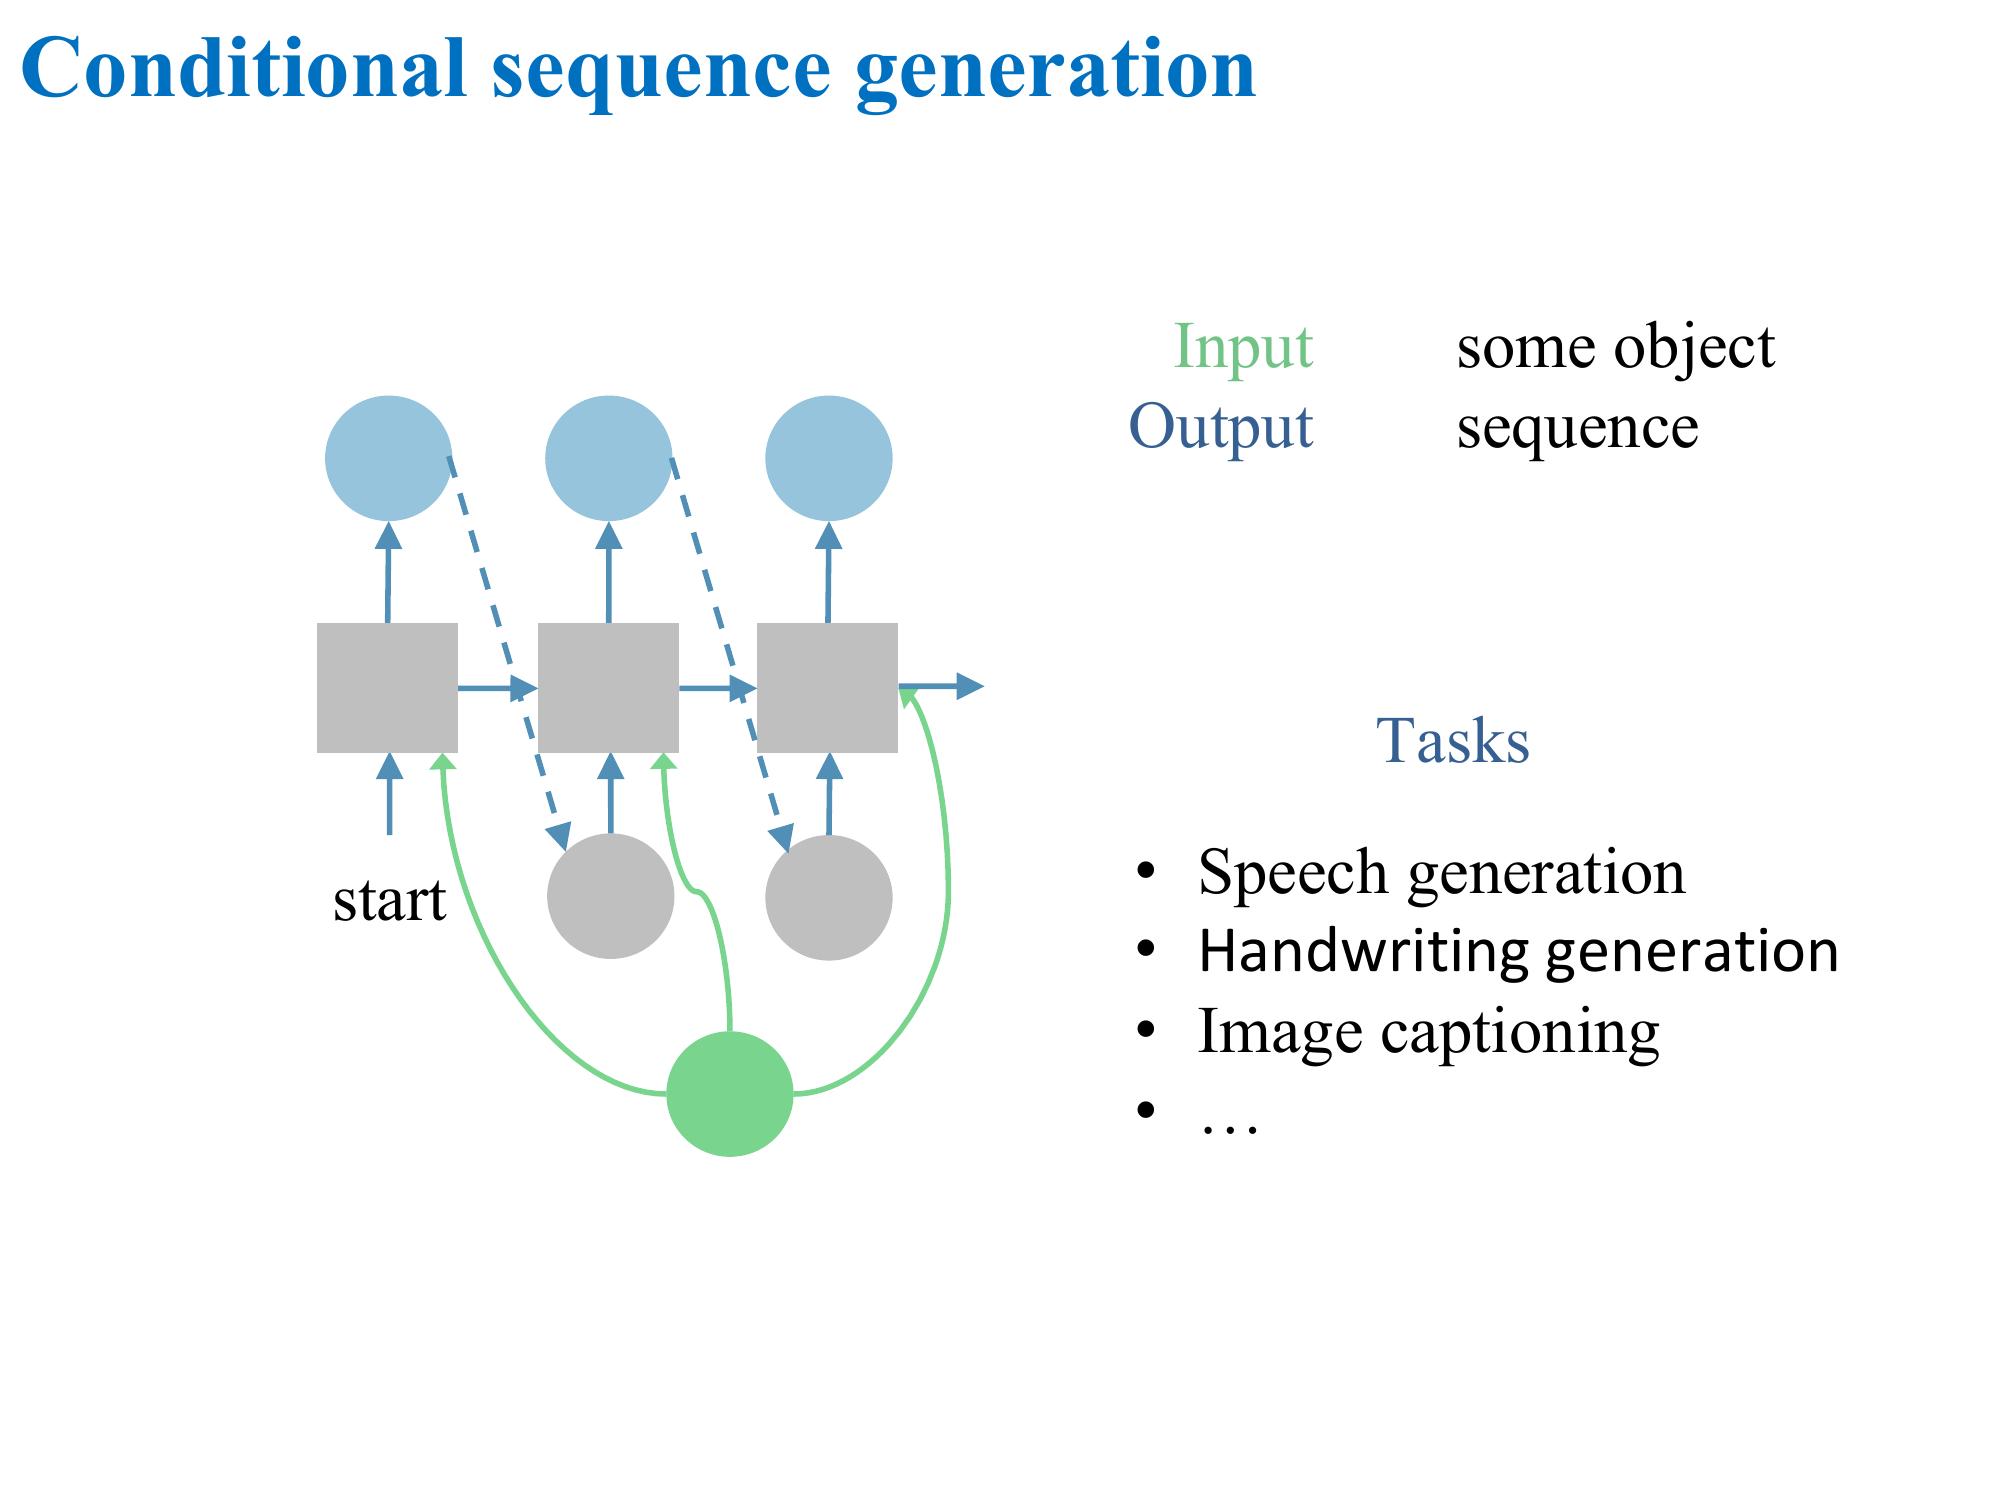 Conditional sequence generation
Input some object
Output sequence
start
Tasks
• Speech generation
• Handwriting generation
• Image captioning
• …